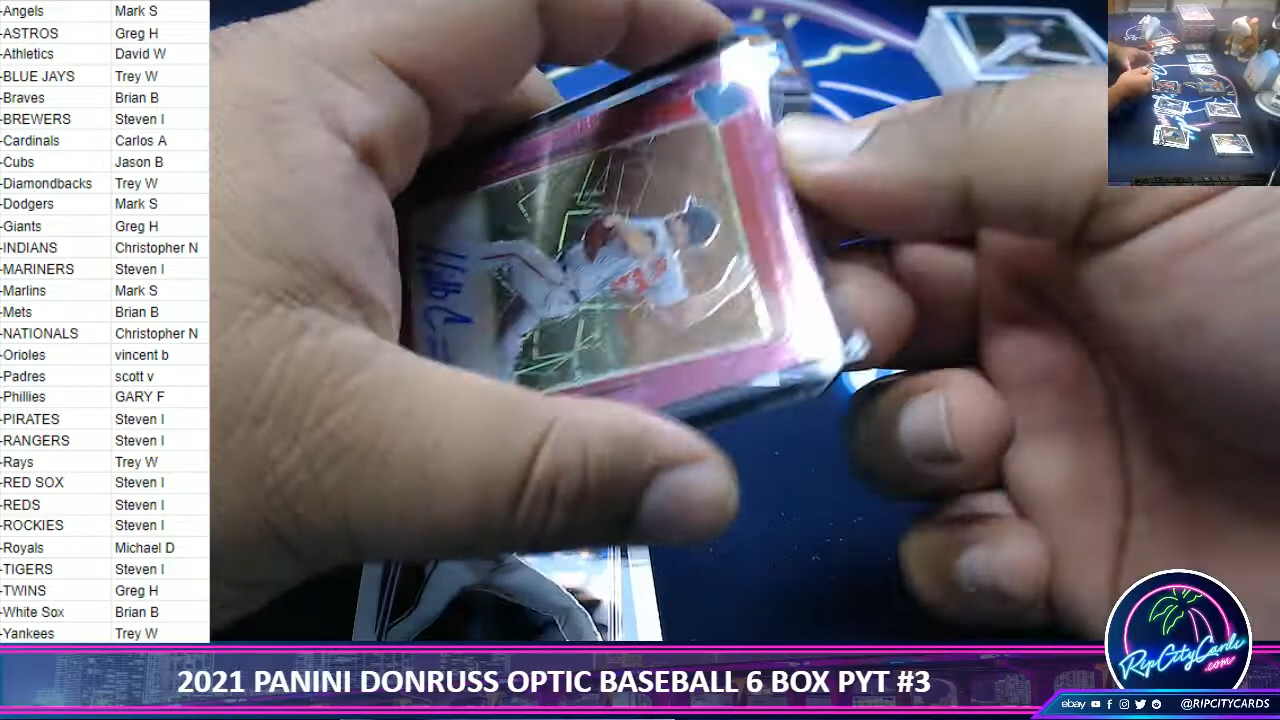 -Angels Mark S
-ASTROS Greg H
-Athletics David W
-BLUE JAYS Trey W
-Braves Brian B
-BREWERS Steven I
-Cardinals Carlos A
-Cubs Jason B
-Diamondbacks Trey W
-Dodgers Mark S
-Giants Greg H
-INDIANS Christopher N
-MARINERS Steven I
-Marlins Mark S
-Mets Brian B
-NATIONALS Christopher N
-Orioles vincent b
-Padres scott v
-Phillies GARY F
-PIRATES Steven I
-RANGERS Steven I
-Rays Trey W
-RED SOX Steven I
-REDS Steven I
-ROCKIES Steven I
-Royals Michael D
-TIGERS Steven I
-TWINS Greg H
-White Sox Brian B
-Yankees Trey W
2021 PANINI DONRUSS OPTIC BASEBALL 6 BOX PYT #3
RipCityCards
.com
ebay @RIPCITYCARDS